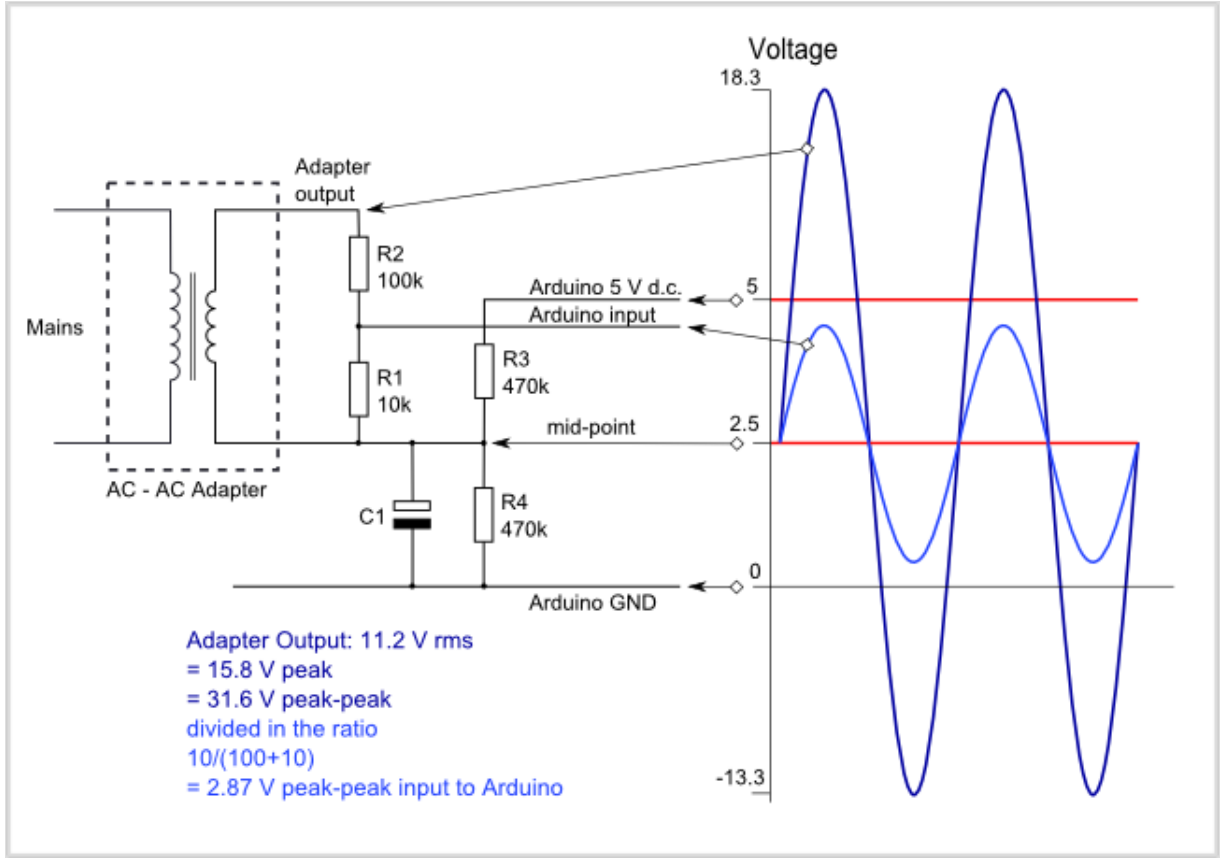 Voltage
18.3
Adapter
output
R2
100k
Arduino 5 V d.c.
5
Arduino input
Mains
R3
470k
R1
10k
mid-point
2.5
AC - AC Adapter
C1
R4
470k
0
Arduino GND
Adapter Output: 11.2 V rms
= 15.8 V peak
= 31.6 V peak-peak
divided in the ratio
10/(100+10)
= 2.87 V peak-peak input to Arduino
-13.3